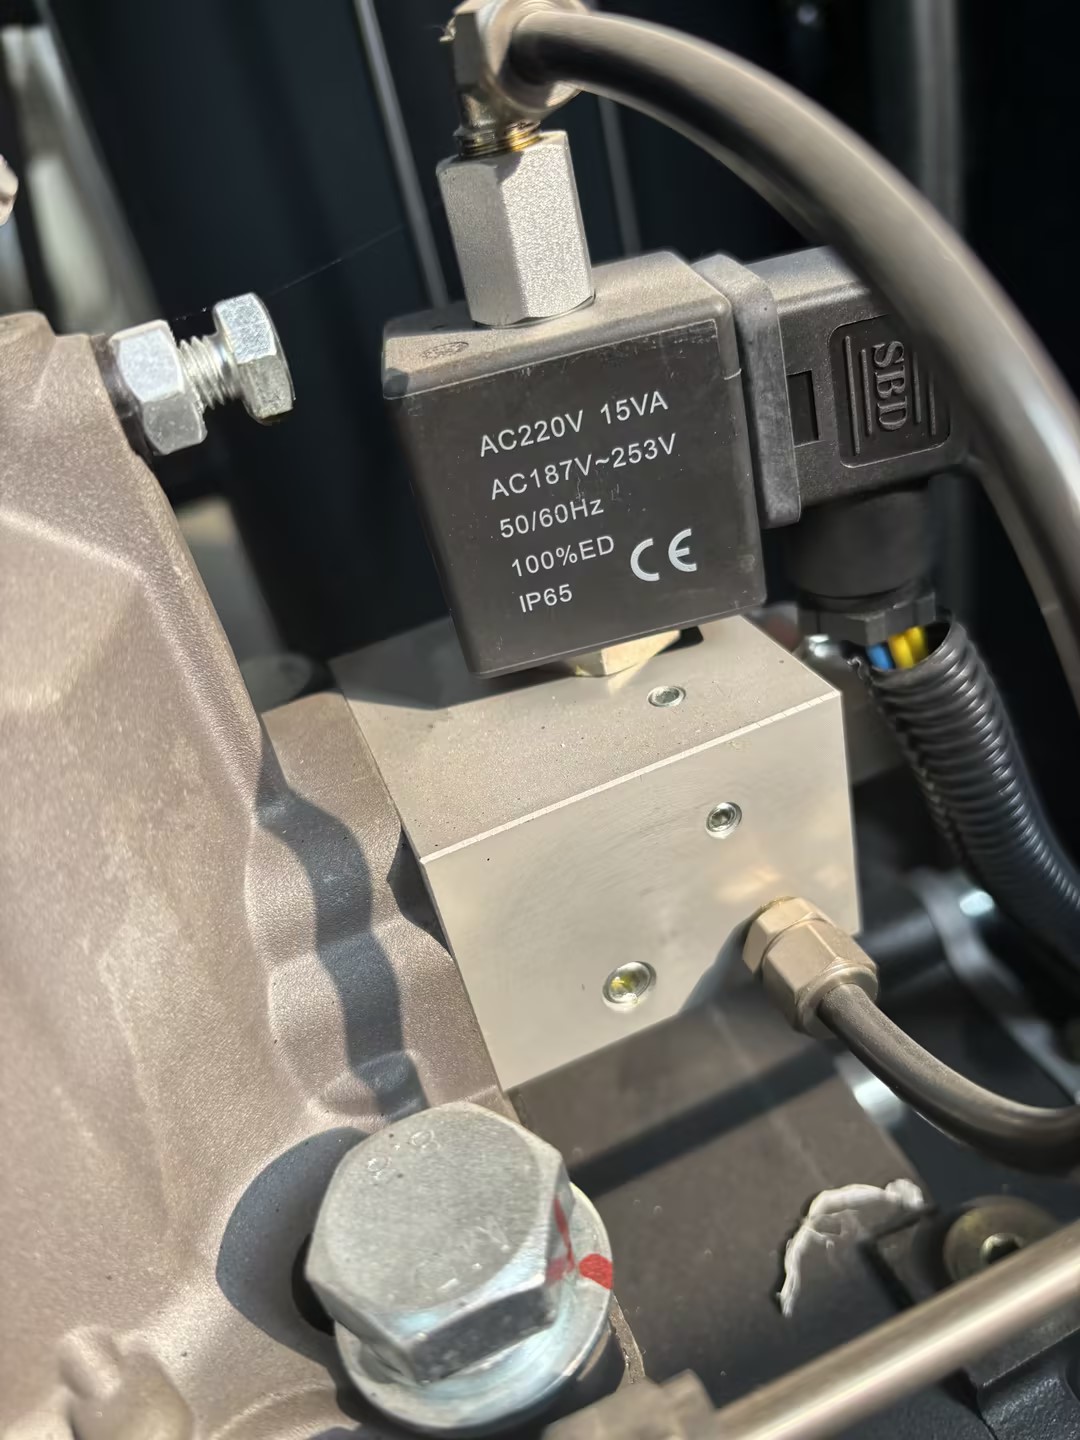 AC220V 15VA
AC187V~253V
50/60Hz
100%ED
IP65 CE
SBD